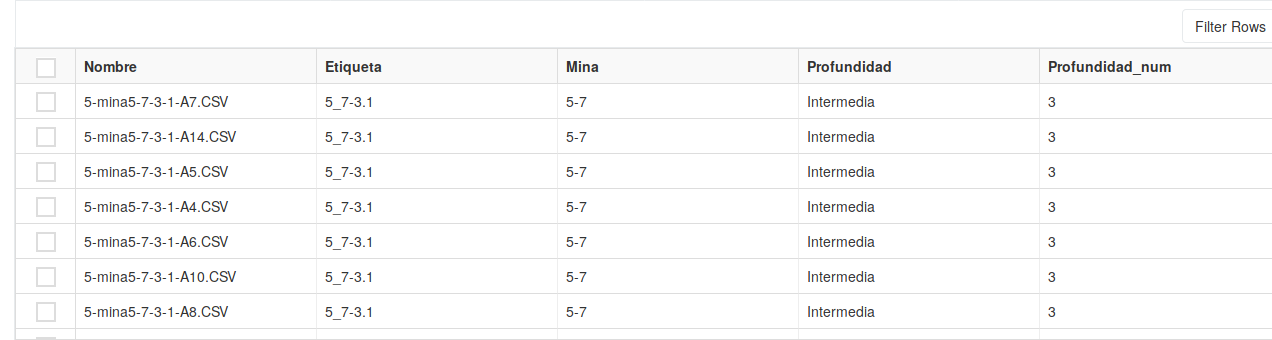 Filter Rows
Nombre Etiqueta Mina Profundidad Profundidad_num
5-mina5-7-3-1-A7.CSV 5_7-3.1 5-7 Intermedia 3
5-mina5-7-3-1-A14.CSV 5_7-3.1 5-7 Intermedia 3
5-mina5-7-3-1-A5.CSV 5_7-3.1 5-7 Intermedia 3
5-mina5-7-3-1-A4.CSV 5_7-3.1 5-7 Intermedia 3
5-mina5-7-3-1-A6.CSV 5_7-3.1 5-7 Intermedia 3
5-mina5-7-3-1-A10.CSV 5_7-3.1 5-7 Intermedia 3
5-mina5-7-3-1-A8.CSV 5_7-3.1 5-7 Intermedia 3